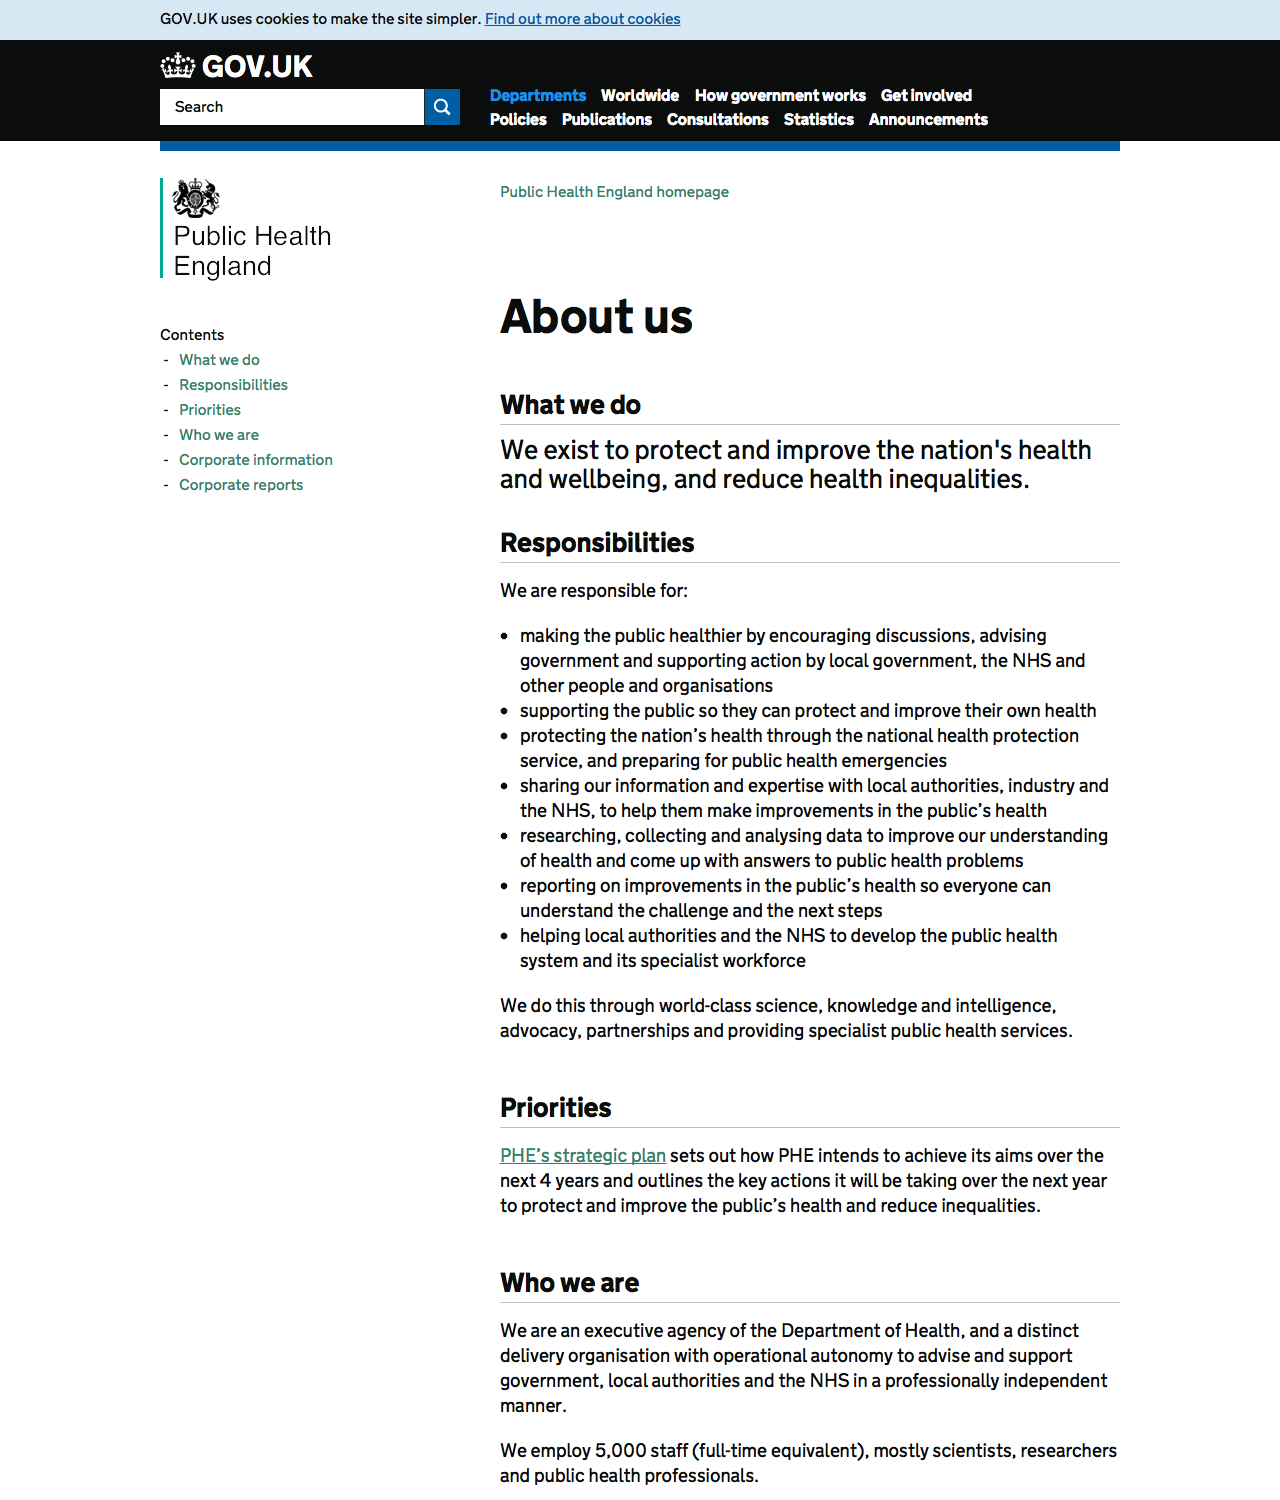 GOV.UK uses cookies to make the site simpler. Find out more about cookies
GOV.UK
Search
Departments Worldwide How government works Get involved
Policies Publications Consultations Statistics Announcements
Public Health
England
Public Health England homepage
About us
Contents
- What we do
- Responsibilities
- Priorities
- Who we are
- Corporate information
- Corporate reports
What we do
We exist to protect and improve the nation's health
and wellbeing, and reduce health inequalities.
Responsibilities
We are responsible for:
• making the public healthier by encouraging discussions, advising
government and supporting action by local government, the NHS and
other people and organisations
• supporting the public so they can protect and improve their own health
• protecting the nation’s health through the national health protection
service, and preparing for public health emergencies
• sharing our information and expertise with local authorities, industry and
the NHS, to help them make improvements in the public’s health
• researching, collecting and analysing data to improve our understanding
of health and come up with answers to public health problems
• reporting on improvements in the public’s health so everyone can
understand the challenge and the next steps
• helping local authorities and the NHS to develop the public health
system and its specialist workforce
We do this through world-class science, knowledge and intelligence,
advocacy, partnerships and providing specialist public health services.
Priorities
PHE’s strategic plan sets out how PHE intends to achieve its aims over the
next 4 years and outlines the key actions it will be taking over the next year
to protect and improve the public’s health and reduce inequalities.
Who we are
We are an executive agency of the Department of Health, and a distinct
delivery organisation with operational autonomy to advise and support
government, local authorities and the NHS in a professionally independent
manner.
We employ 5,000 staff (full-time equivalent), mostly scientists, researchers
and public health professionals.